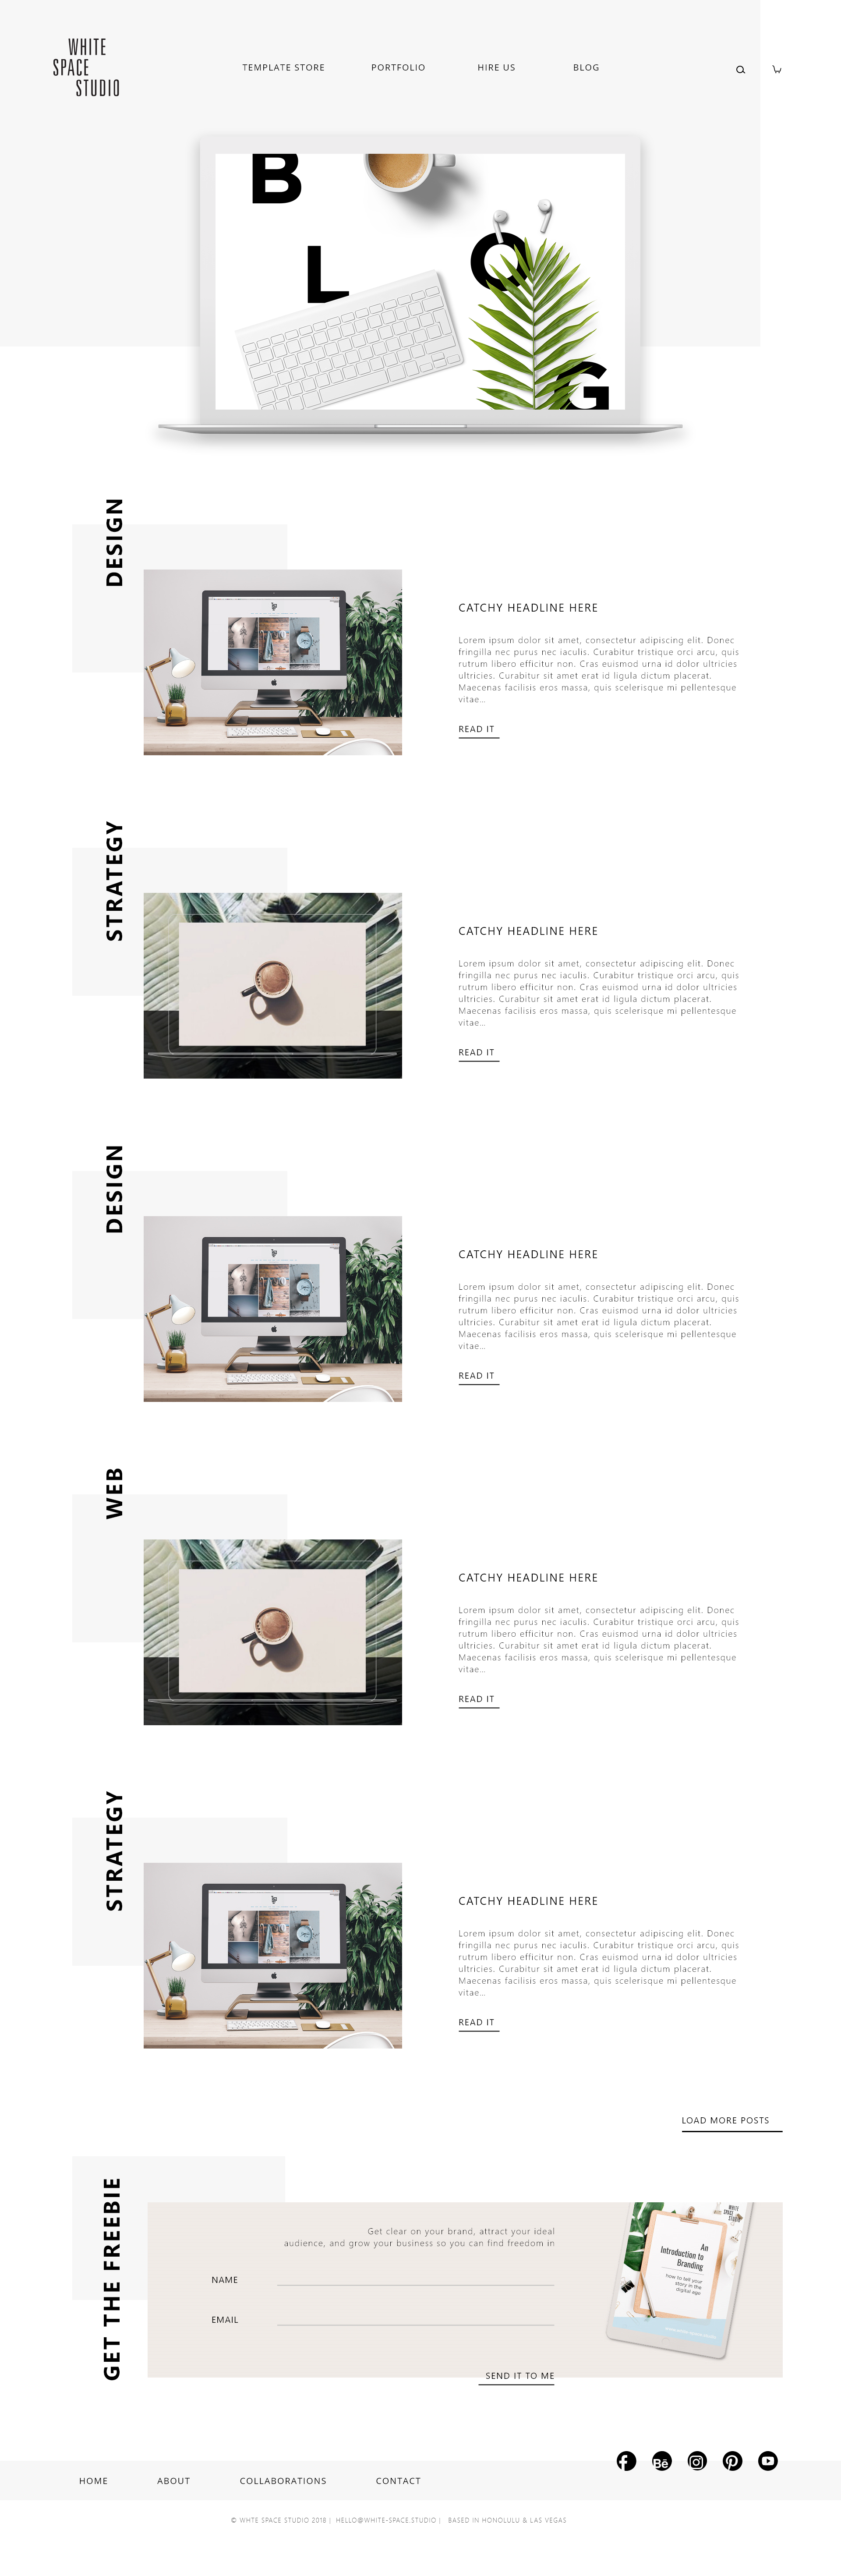 WHITE
SPACE
STUDIO
TEMPLATE STORE
PORTFOLIO
HIRE US
BLOG
B
L
O
G
DESIGN
CATCHY HEADLINE HERE
Lorem ipsum dolor sit amet, consectetur adipiscing elit. Donec
fringilla nec purus nec iaculis. Curabitur tristique orci arcu, quis
rutrum libero efficitur non. Cras euismod urna id dolor ultricies
ultricies. Curabitur sit amet erat id ligula dictum placerat.
Maecenas facilisis eros massa, quis scelerisque mi pellentesque
vitae...
READ IT
STRATEGY
CATCHY HEADLINE HERE
Lorem ipsum dolor sit amet, consectetur adipiscing elit. Donec
fringilla nec purus nec iaculis. Curabitur tristique orci arcu, quis
rutrum libero efficitur non. Cras euismod urna id dolor ultricies
ultricies. Curabitur sit amet erat id ligula dictum placerat.
Maecenas facilisis eros massa, quis scelerisque mi pellentesque
vitae...
READ IT
DESIGN
CATCHY HEADLINE HERE
Lorem ipsum dolor sit amet, consectetur adipiscing elit. Donec
fringilla nec purus nec iaculis. Curabitur tristique orci arcu, quis
rutrum libero efficitur non. Cras euismod urna id dolor ultricies
ultricies. Curabitur sit amet erat id ligula dictum placerat.
Maecenas facilisis eros massa, quis scelerisque mi pellentesque
vitae...
READ IT
WEB
CATCHY HEADLINE HERE
Lorem ipsum dolor sit amet, consectetur adipiscing elit. Donec
fringilla nec purus nec iaculis. Curabitur tristique orci arcu, quis
rutrum libero efficitur non. Cras euismod urna id dolor ultricies
ultricies. Curabitur sit amet erat id ligula dictum placerat.
Maecenas facilisis eros massa, quis scelerisque mi pellentesque
vitae...
READ IT
STRATEGY
CATCHY HEADLINE HERE
Lorem ipsum dolor sit amet, consectetur adipiscing elit. Donec
fringilla nec purus nec iaculis. Curabitur tristique orci arcu, quis
rutrum libero efficitur non. Cras euismod urna id dolor ultricies
ultricies. Curabitur sit amet erat id ligula dictum placerat.
Maecenas facilisis eros massa, quis scelerisque mi pellentesque
vitae...
READ IT
LOAD MORE POSTS
GET THE FREEBIE
Get clear on your brand, attract your ideal
audience, and grow your business so you can find freedom in
NAME
EMAIL
SEND IT TO ME
WHITE
SPACE
STUDIO
An
Introduction to
Branding
how to tell your
story in the
digital age
Bē
HOME
ABOUT
COLLABORATIONS
CONTACT
© WHTE SPACE STUDIO 2018 | HELLO@WHITE-SPACE.STUDIO | BASED IN HONOLULU & LAS VEGAS